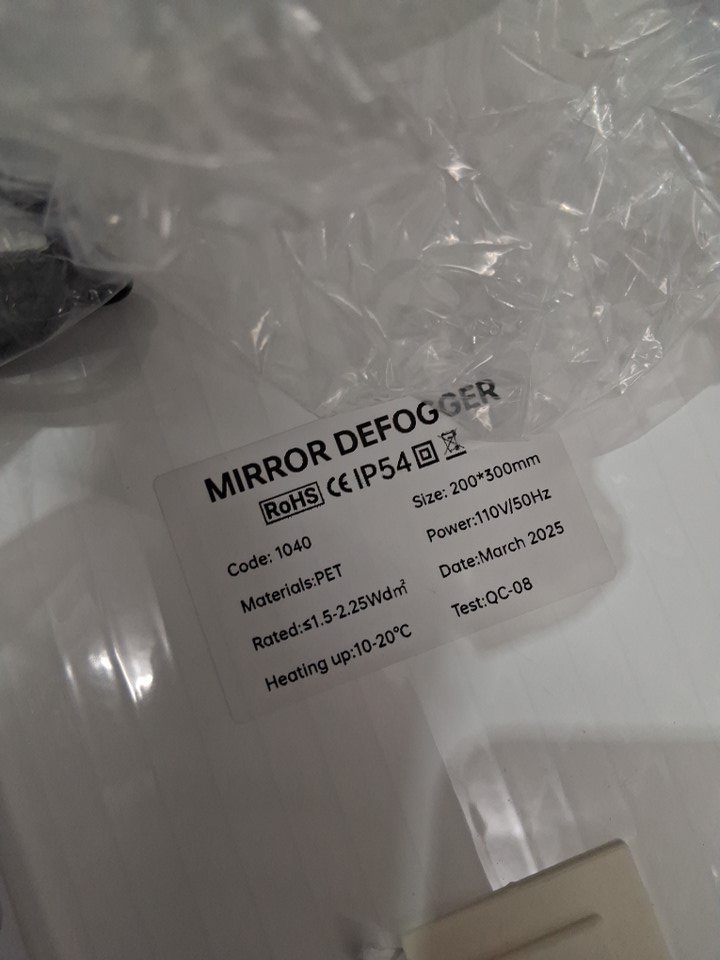 MIRROR DEFOGGER
RoHS CE IP54
Code: 1040
Size: 200*300mm
Materials:PET
Power:110V/50Hz
Rated:≤1.5-2.25Wd㎡
Date:March 2025
Heating up:10-20℃
Test:QC-08